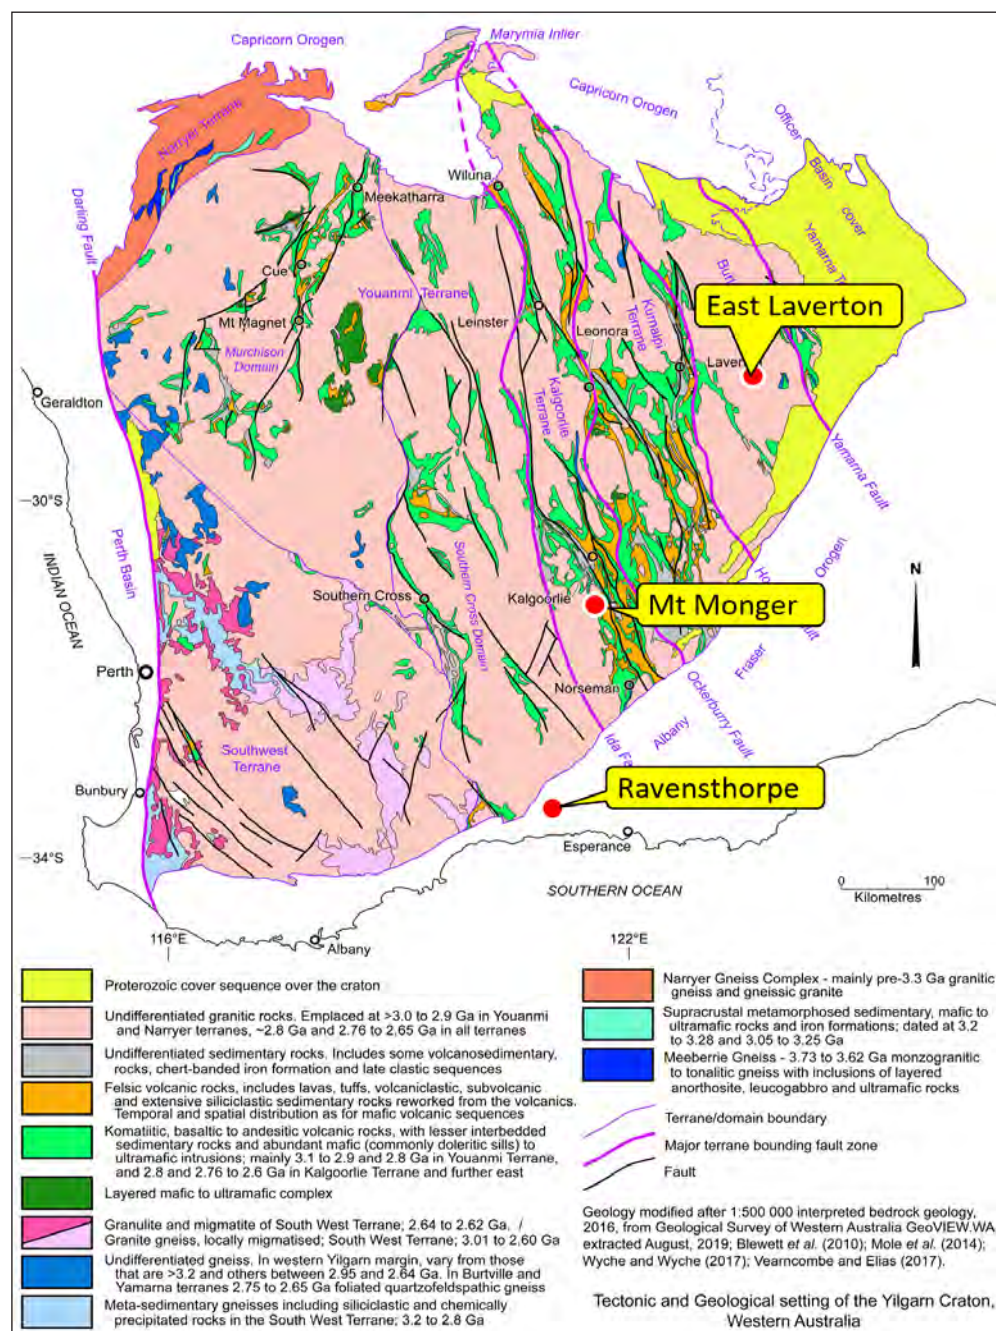 Capricorn Orogen
Marymia Inlier
Capricorn Orogen
Officer
Basin
cover
Narryer Terrane
Darling Fault
Meekatharra
Wiluna
Cue
Youanmi Terrane
Mt Magnet
Murchison
Domain
Leinster
Leonora
Kurnalpi
Terrane
East Laverton
Geraldton
Kalgoorlie
Terrane
Yamarna Fault
30°S
INDIAN OCEAN
Perth Basin
Southern Cross
Southern Cross Domain
Kalgoorlie
Mt Monger
Orogen
Fraser
N
Perth
Norseman
Ockerburry Fault
Albany
Ida
Southwest
Terrane
Ravensthorpe
Bunbury
Esperance
34°S
SOUTHERN OCEAN
0 100
Kilometres
116°E
Albany
122°E
Proterozoic cover sequence over the craton
Undifferentiated granitic rocks. Emplaced at >3.0 to 2.9 Ga in Youanmi
and Narryer terranes, ~2.8 Ga and 2.76 to 2.65 Ga in all terranes
Undifferentiated sedimentary rocks. Includes some volcanosedimentary,
rocks, chert-banded iron formation and late clastic sequences
Felsic volcanic rocks, includes lavas, tuffs, volcaniclastic, subvolcanic
and extensive siliciclastic sedimentary rocks reworked from the volcanics.
Temporal and spatial distribution as for mafic volcanic sequences
Komatiitic, basaltic to andesitic volcanic rocks, with lesser interbedded
sedimentary rocks and abundant mafic (commonly doleritic sills) to
ultramafic intrusions; mainly 3.1 to 2.9 and 2.8 Ga in Youanmi Terrane,
and 2.8 and 2.76 to 2.6 Ga in Kalgoorlie Terrane and further east
Layered mafic to ultramafic complex
Granulite and migmatite of South West Terrane; 2.64 to 2.62 Ga. /
Granite gneiss, locally migmatised; South West Terrane; 3.01 to 2.60 Ga
Undifferentiated gneiss. In western Yilgarn margin, vary from those
that are >3.2 and others between 2.95 and 2.64 Ga. In Burtville and
Yamarna terranes 2.75 to 2.65 Ga foliated quartzofeldspathic gneiss
Meta-sedimentary gneisses including siliciclastic and chemically
precipitated rocks in the South West Terrane; 3.2 to 2.8 Ga
Narryer Gneiss Complex - mainly pre-3.3 Ga granitic
gneiss and gneissic granite
Supracrustal metamorphosed sedimentary, mafic to
ultramafic rocks and iron formations; dated at 3.2
to 3.28 and 3.05 to 3.25 Ga
Meeberrie Gneiss - 3.73 to 3.62 Ga monzogranitic
to tonalitic gneiss with inclusions of layered
anorthosite, leucogabbro and ultramafic rocks
Terrane/domain boundary
Major terrane bounding fault zone
Fault
Geology modified after 1:500 000 interpreted bedrock geology,
2016, from Geological Survey of Western Australia GeoVIEW.WA
extracted August, 2019; Blewett et al. (2010); Mole et al. (2014);
Wyche and Wyche (2017); Vearncombe and Elias (2017).
Tectonic and Geological setting of the Yilgarn Craton,
Western Australia